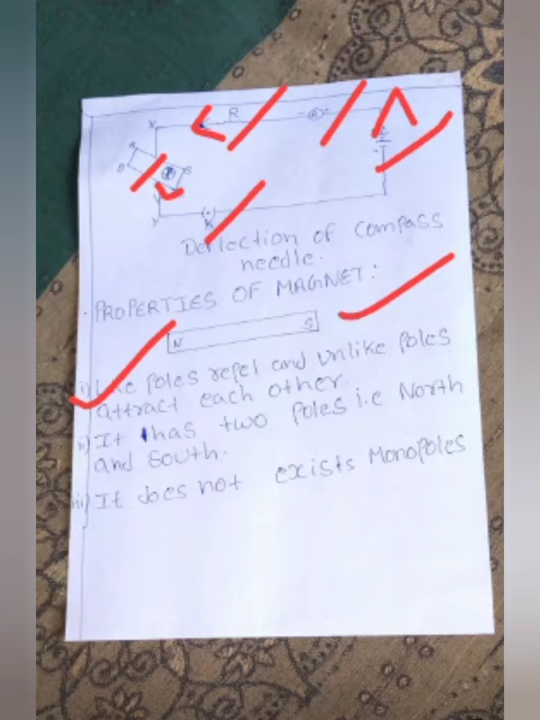 X
R
A
B
Y
K
Deflection of compass
needle.
· PROPERTIES OF MAGNET:
N
S
i) Like poles repel and unlike poles
attract each other.
ii) It has two poles i.e North
and South.
iii) It does not exists Monopoles